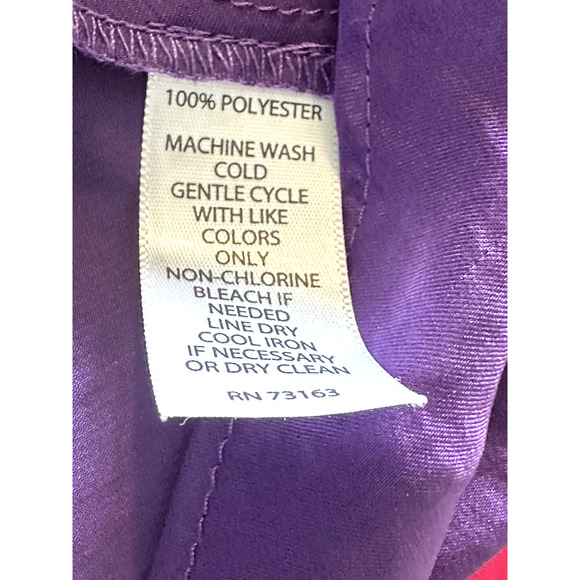 100% POLYESTER
MACHINE WASH
COLD
GENTLE CYCLE
WITH LIKE
COLORS
ONLY
NON-CHLORINE
BLEACH IF
NEEDED
LINE DRY
COOL IRON
IF NECESSARY
OR DRY CLEAN
RN 73163